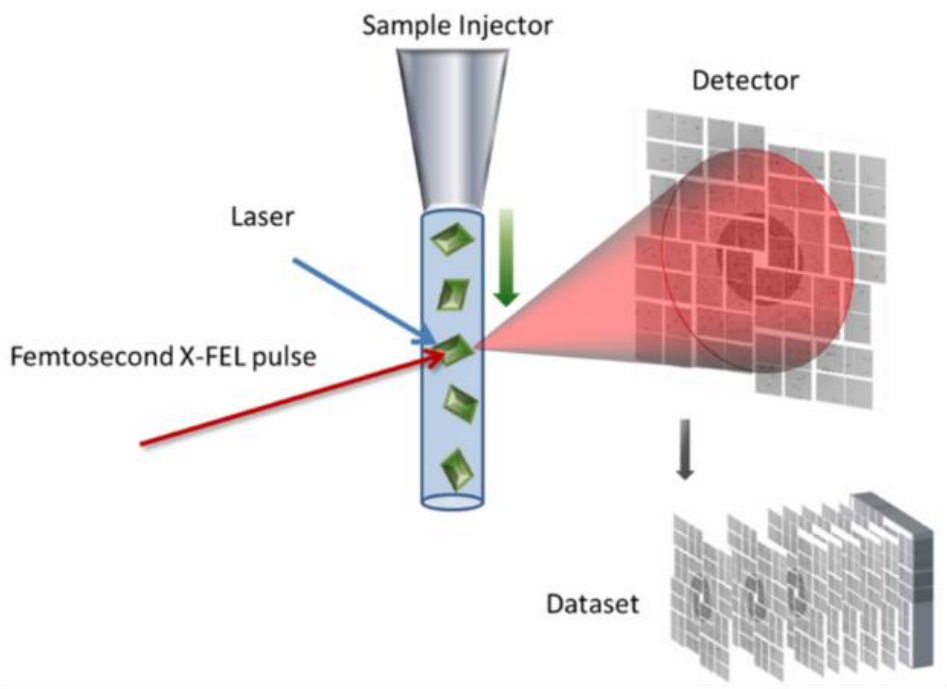 Sample Injector
Detector
Laser
Femtosecond X-FEL pulse
Dataset